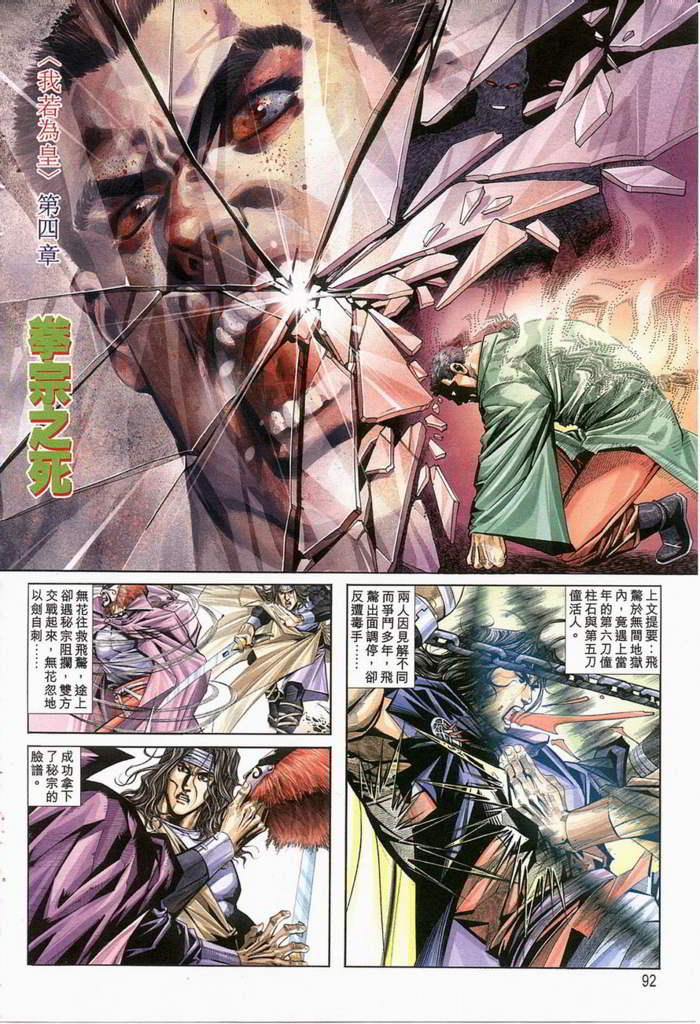 《我若為皇》第四章
拳宗之死
上文提要：飛
驚於無間地獄
內，竟遇上當
年的第六刀僮
柱石與第五刀
僮活人。
兩人因見解不同
而爭鬥多年，飛
驚出面調停，卻
反遭毒手⋯⋯
無花往救飛驚，途上
卻遇秘宗阻攔，雙方
交戰起來，無花忽地
以劍自刺⋯⋯
成功拿下
了秘宗的
臉譜。
92